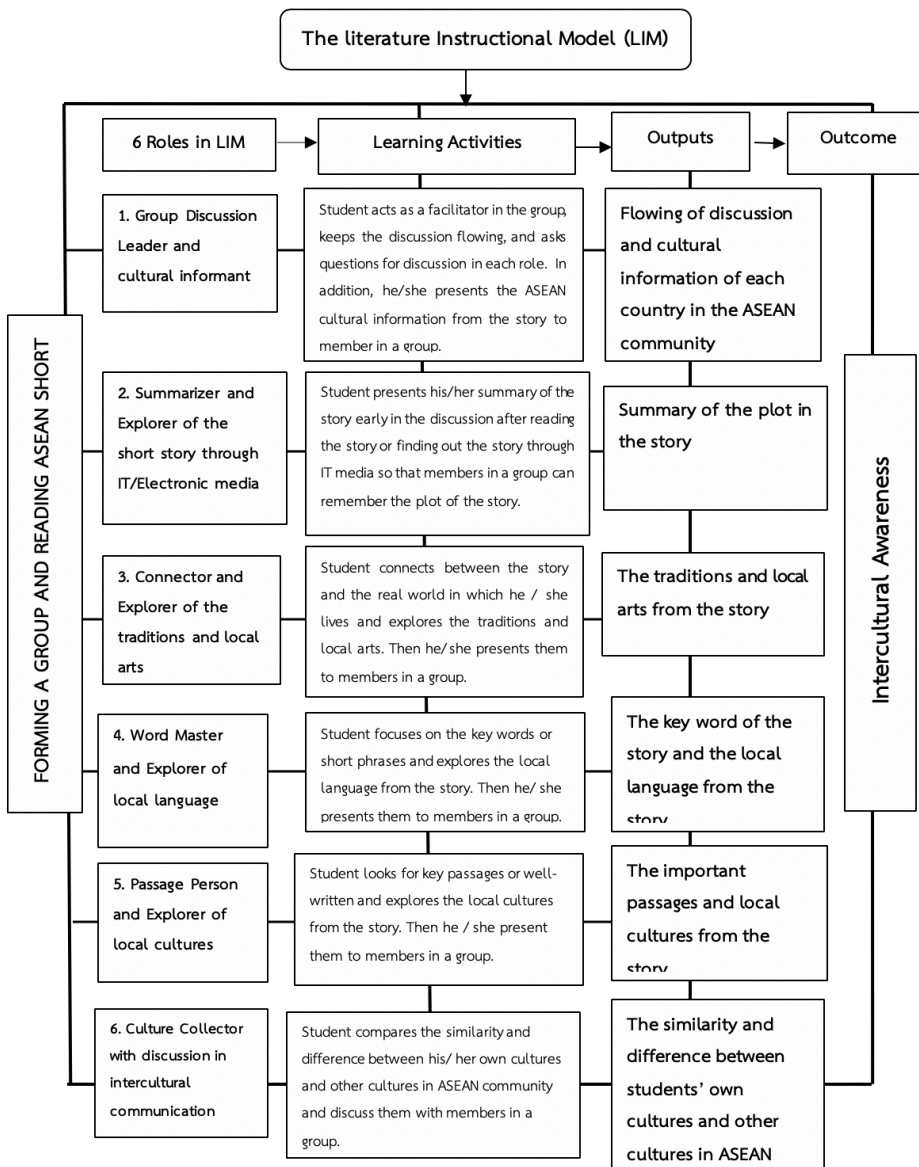 The literature Instructional Model (LIM)
6 Roles in LIM
Learning Activities
Outputs
Outcome
FORMING A GROUP AND READING ASEAN SHORT
1. Group Discussion
Leader and
cultural informant
Student acts as a facilitator in the group,
keeps the discussion flowing, and asks
questions for discussion in each role. In
addition, he/she presents the ASEAN
cultural information from the story to
member in a group.
Flowing of discussion
and cultural
information of each
country in the ASEAN
community
2. Summarizer and
Explorer of the
short story through
IT/Electronic media
Student presents his/her summary of the
story early in the discussion after reading
the story or finding out the story through
IT media so that members in a group can
remember the plot of the story.
Summary of the plot in
the story
3. Connector and
Explorer of the
traditions and local
arts
Student connects between the story
and the real world in which he / she
lives and explores the traditions and
local arts. Then he/she presents them
to members in a group.
The traditions and local
arts from the story
4. Word Master
and Explorer of
local language
Student focuses on the key words or
short phrases and explores the local
language from the story. Then he/ she
presents them to members in a group.
The key word of the
story and the local
language from the
story
5. Passage Person
and Explorer of
local cultures
Student looks for key passages or well-
written and explores the local cultures
from the story. Then he / she present
them to members in a group.
The important
passages and local
cultures from the
story
6. Culture Collector
with discussion in
intercultural
communication
Student compares the similarity and
difference between his/ her own cultures
and other cultures in ASEAN community
and discuss them with members in a
group.
The similarity and
difference between
students’ own
cultures and other
cultures in ASEAN
Intercultural Awareness